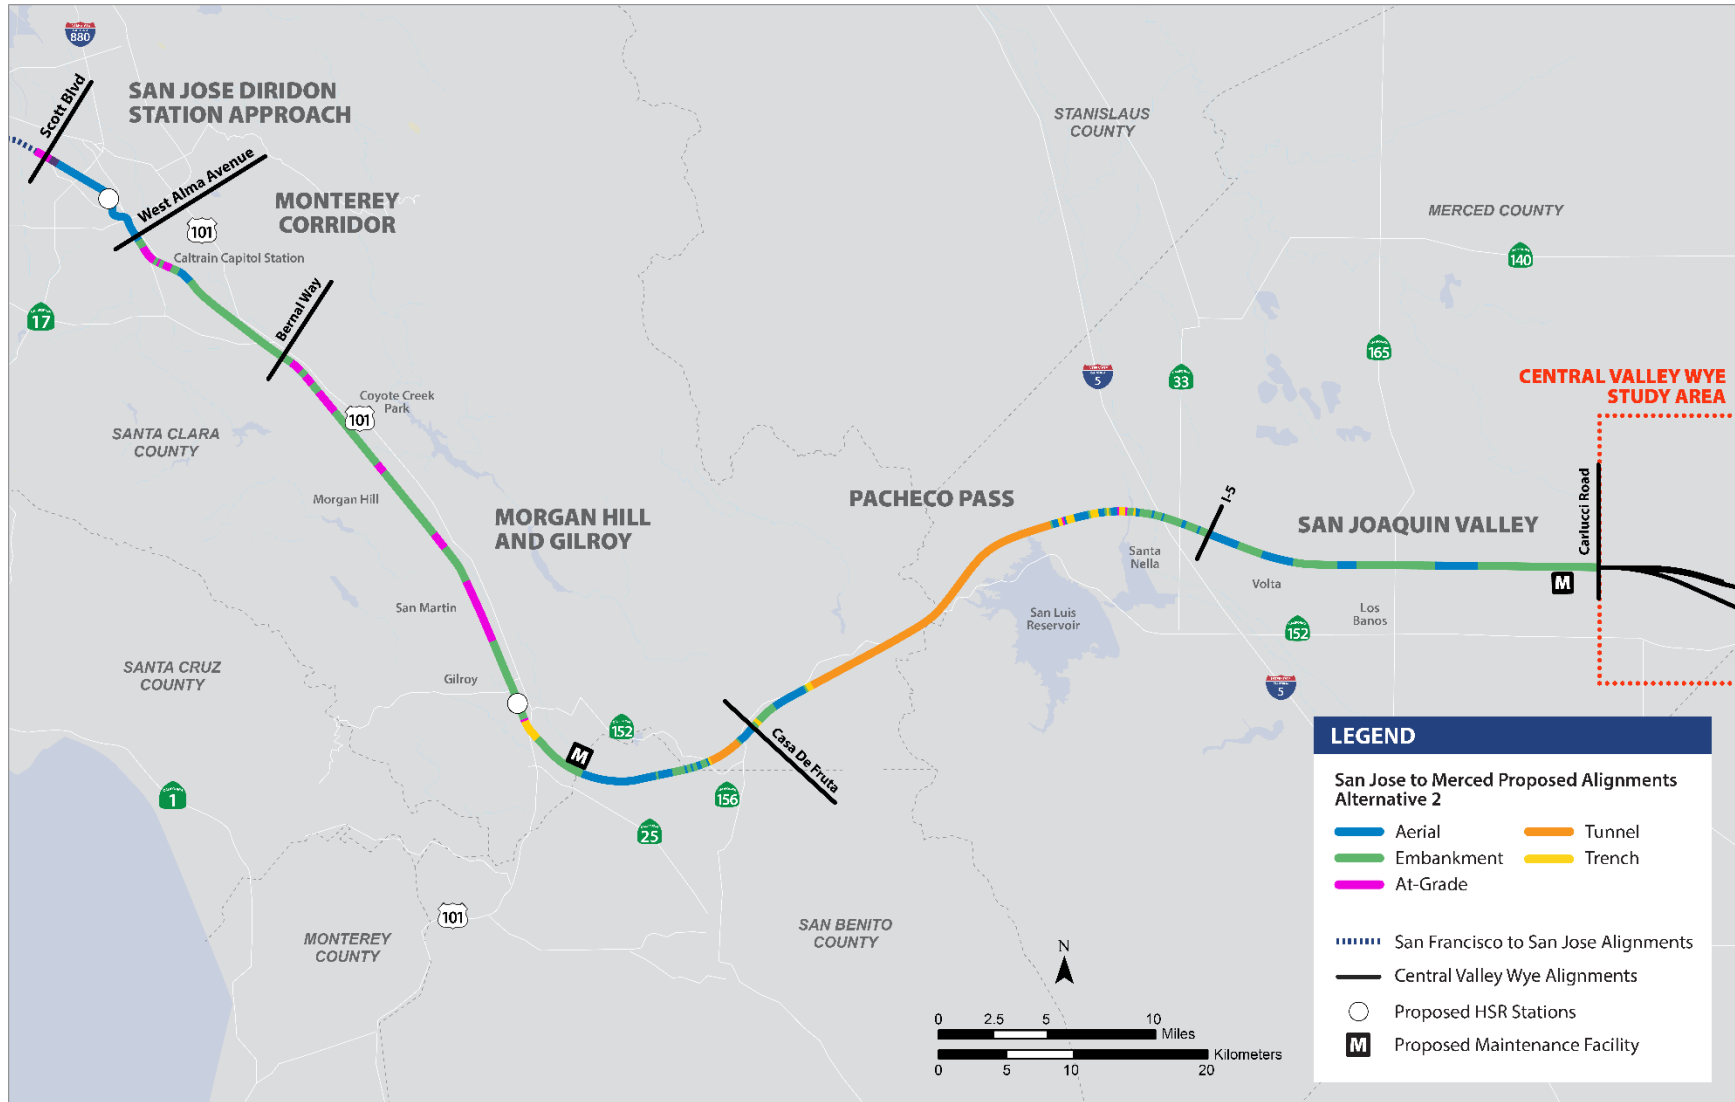 880
Scott Blvd
SAN JOSE DIRIDON
STATION APPROACH
West Alma Avenue
MONTEREY
CORRIDOR
101
Caltrain Capitol Station
17
Bernal Way
Coyote Creek
Park
101
SANTA CLARA
COUNTY
Morgan Hill
MORGAN HILL
AND GILROY
San Martin
SANTA CRUZ
COUNTY
Gilroy
152
M
Casa De Fruta
156
25
1
101
MONTEREY
COUNTY
SAN BENITO
COUNTY
STANISLAUS
COUNTY
MERCED COUNTY
140
165
5
33
CENTRAL VALLEY WYE
STUDY AREA
PACHECO PASS
I-5
SAN JOAQUIN VALLEY
Carlucci Road
Santa
Nella
Volta
M
San Luis
Reservoir
Los
Banos
152
5
N
0 2.5 5 10
Miles
Kilometers
0 5 10 20
LEGEND
San Jose to Merced Proposed Alignments
Alternative 2
Aerial
Tunnel
Embankment
Trench
At-Grade
San Francisco to San Jose Alignments
Central Valley Wye Alignments
Proposed HSR Stations
M Proposed Maintenance Facility